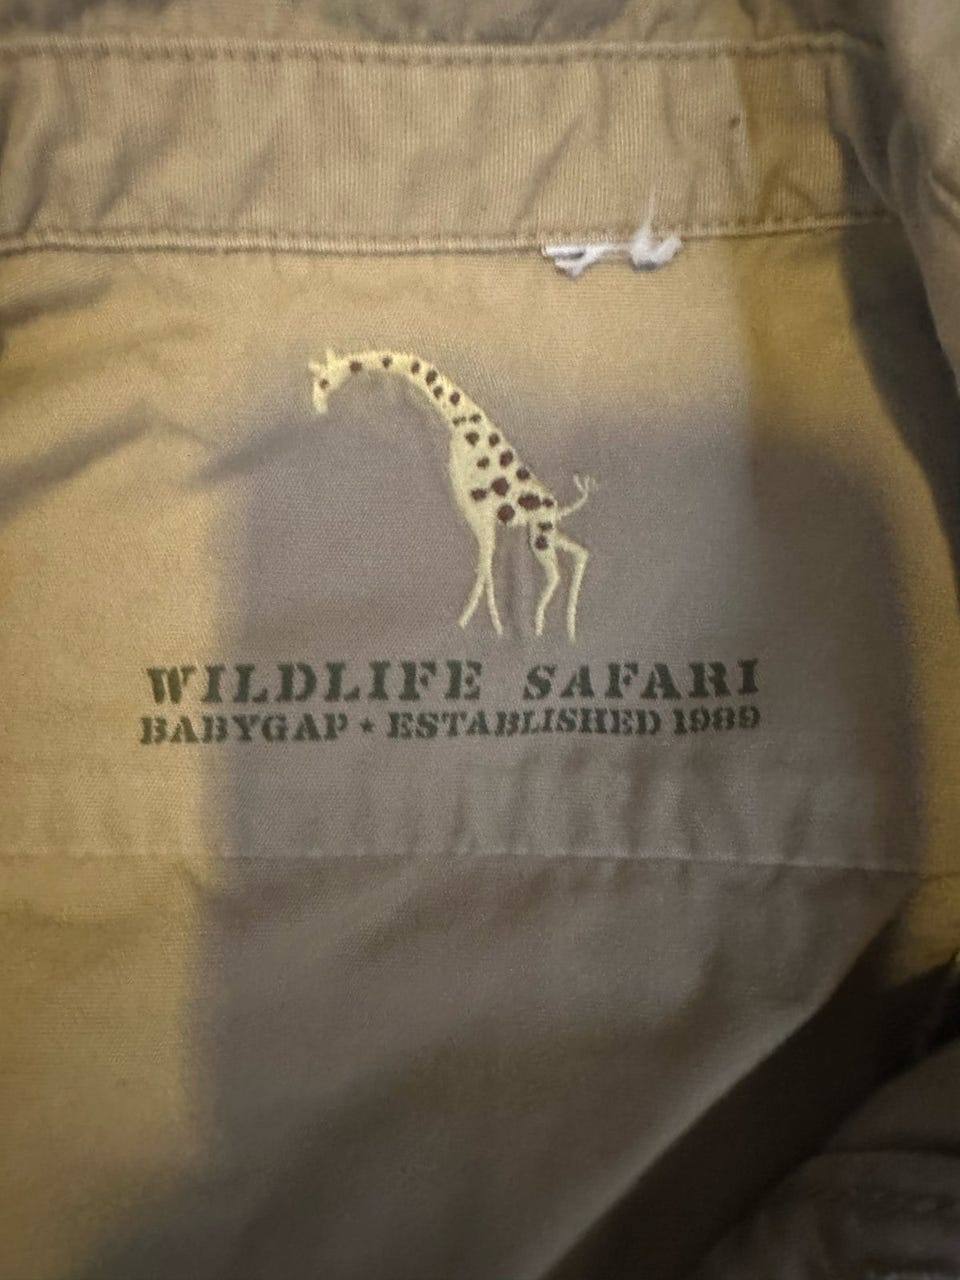 WILDLIFE SAFARI
BABYGAP ★ ESTABLISHED 1989